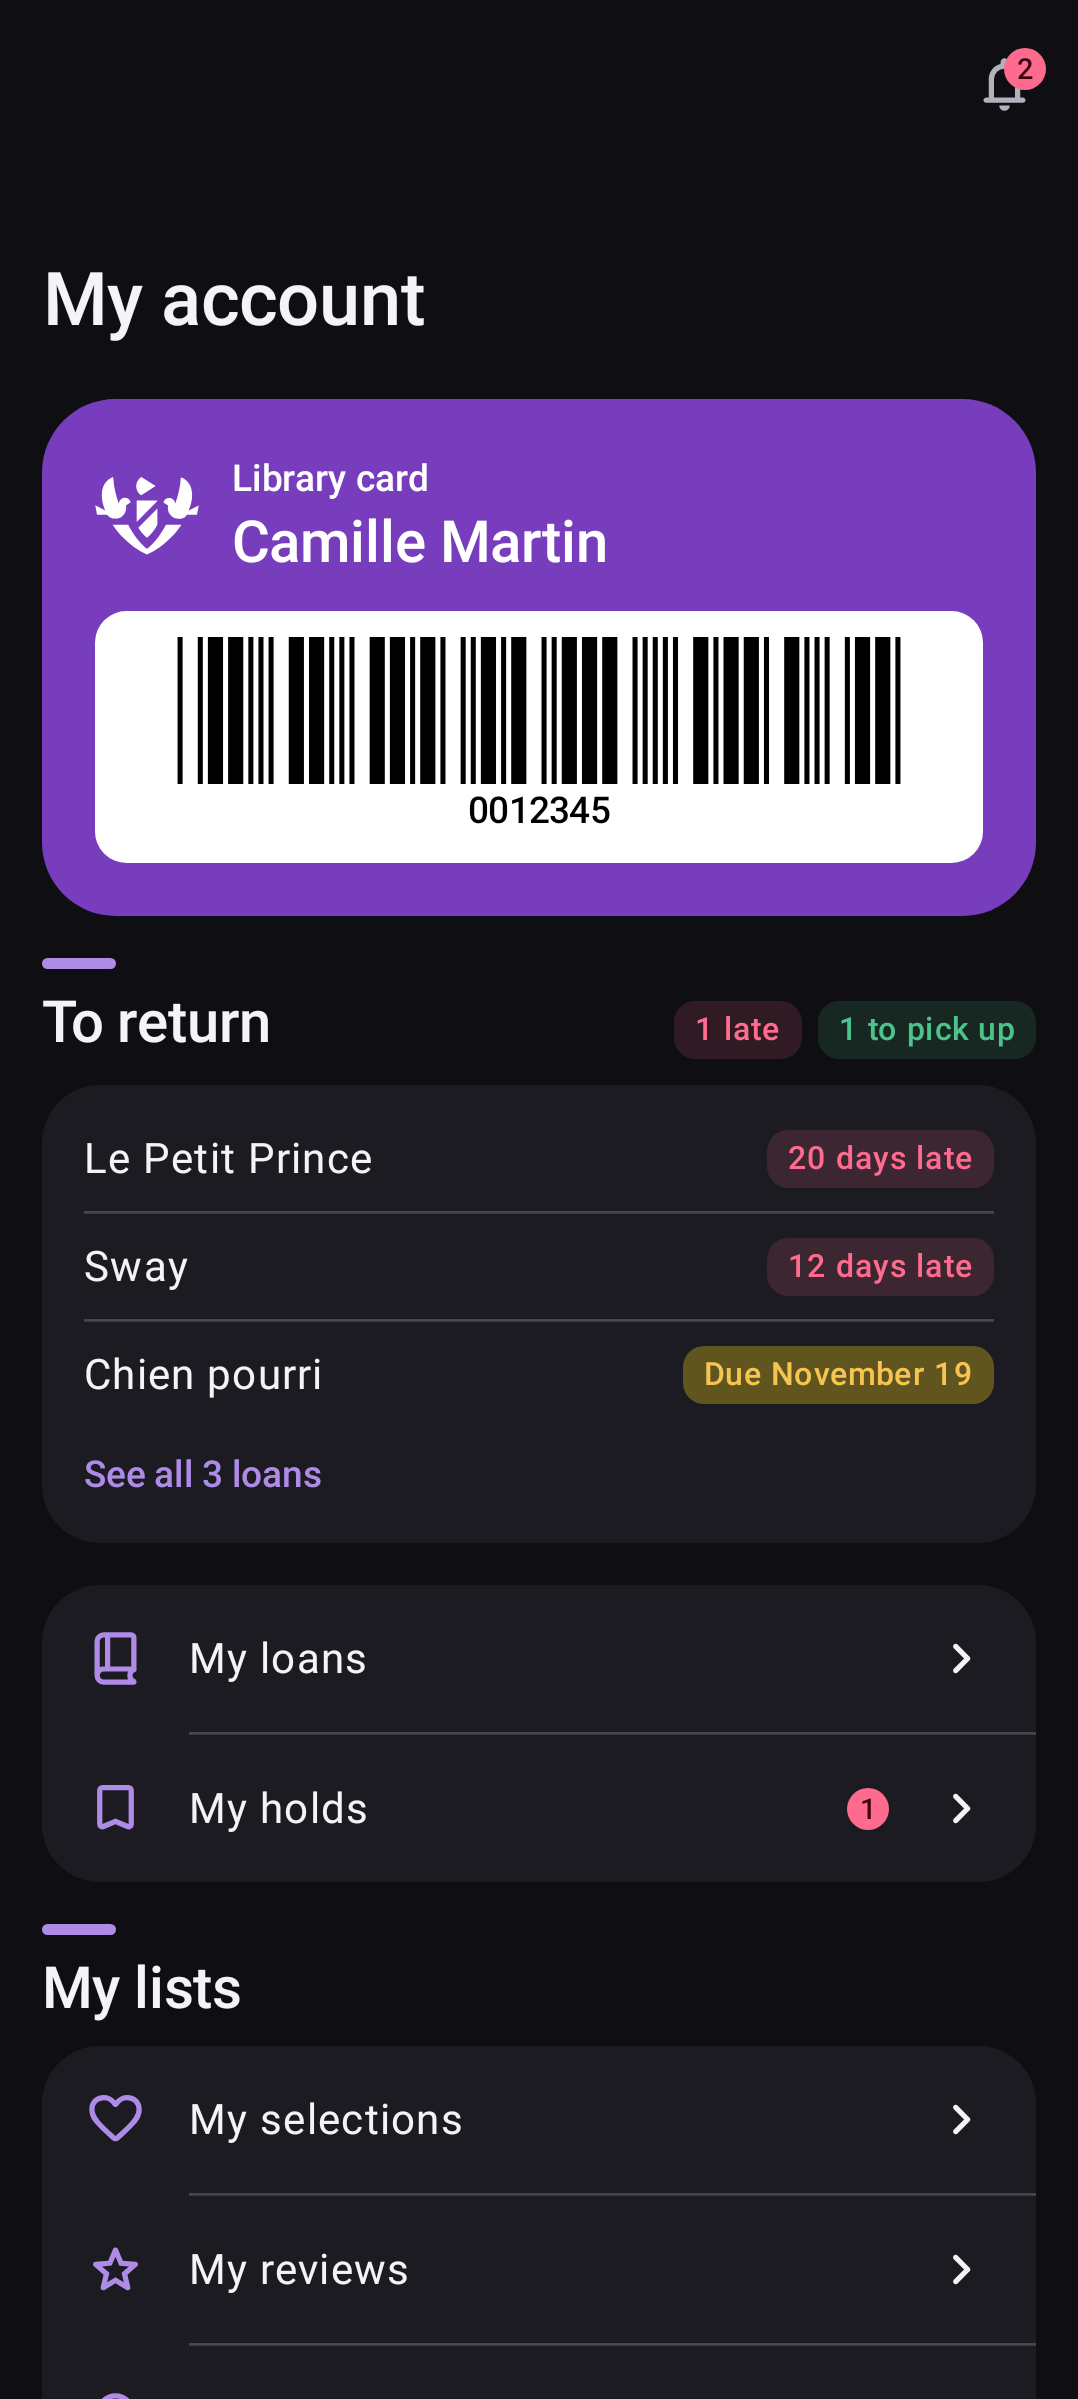 2
My account
Library card
Camille Martin
0012345
To return
1 late
1 to pick up
Le Petit Prince
20 days late
Sway
12 days late
Chien pourri
Due November 19
See all 3 loans
My loans
My holds
1
My lists
My selections
My reviews